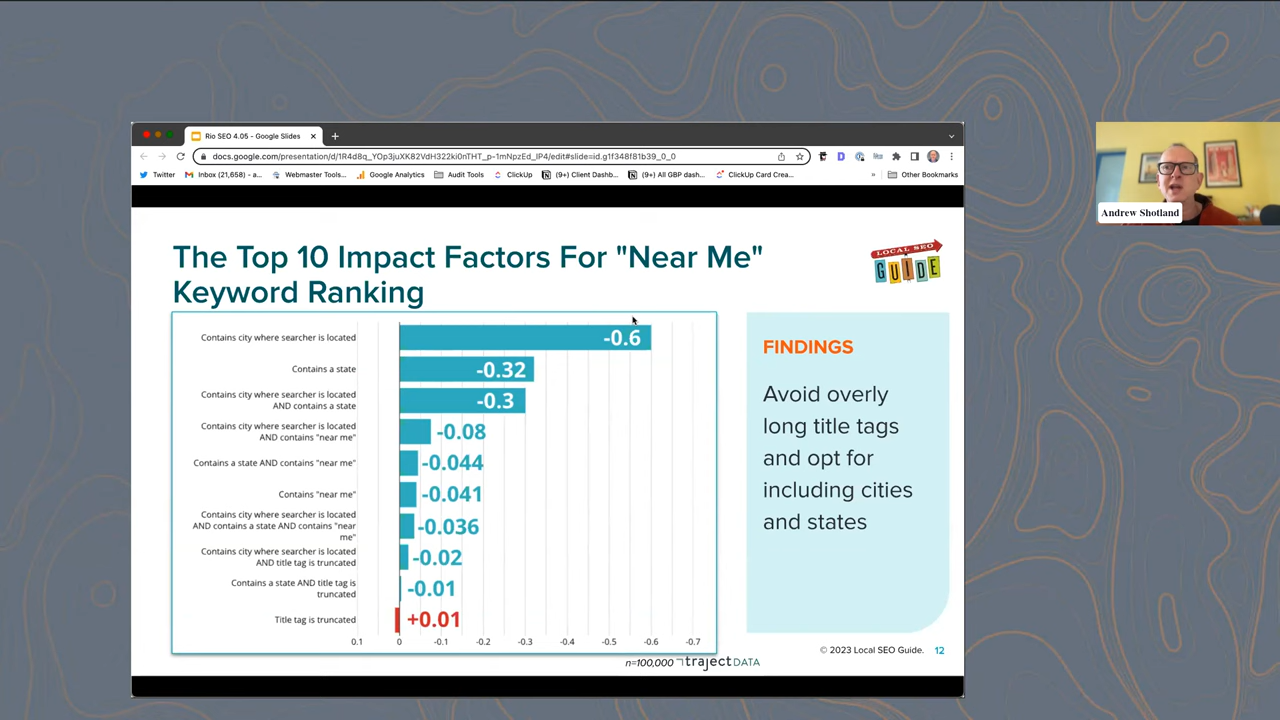 Rio SEO 4.05 - Google Slides
docs.google.com/presentation/d/1R4d8q_YOp3juXK82VdH322ki0nTHT_p-1mNpzEd_IP4/edit#slide=id.g1f348f81b39_0_0
Twitter
Inbox (21,658) - a...
Webmaster Tools...
Google Analytics
Audit Tools
ClickUp
(9+) Client Dashb...
(9+) All GBP dash...
ClickUp Card Crea...
»
Other Bookmarks
Andrew Shotland
The Top 10 Impact Factors For "Near Me"
Keyword Ranking
LOCAL SEO
GUIDE
Contains city where searcher is located
-0.6
Contains a state
-0.32
Contains city where searcher is located
AND contains a state
-0.3
Contains city where searcher is located
AND contains "near me"
-0.08
Contains a state AND contains "near me"
-0.044
Contains "near me"
-0.041
Contains city where searcher is located
AND contains a state AND contains "near
me"
-0.036
Contains city where searcher is located
AND title tag is truncated
-0.02
Contains a state AND title tag is
truncated
-0.01
Title tag is truncated
+0.01
0.1 0 -0.1 -0.2 -0.3 -0.4 -0.5 -0.6 -0.7
FINDINGS
Avoid overly
long title tags
and opt for
including cities
and states
n=100,000 trajectDATA
© 2023 Local SEO Guide. 12